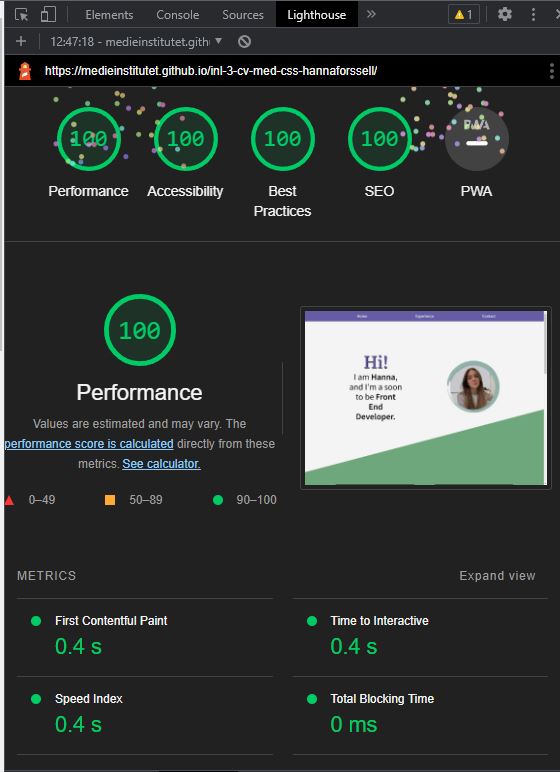 Elements Console Sources Lighthouse » 1
12:47:18 - medieinstitutet.gith
https://medieinstitutet.github.io/inl-3-cv-med-css-hannaforssell/
100 100 100 100 PWA
Performance Accessibility Best Practices SEO PWA
100
Performance
Values are estimated and may vary. The
performance score is calculated directly from these
metrics. See calculator.
0–49 50–89 90–100
Home Experience Contact
Hi!
I am Hanna,
and I'm a soon
to be Front
End
Developer.
METRICS Expand view
First Contentful Paint
0.4 s
Time to Interactive
0.4 s
Speed Index
0.4 s
Total Blocking Time
0 ms